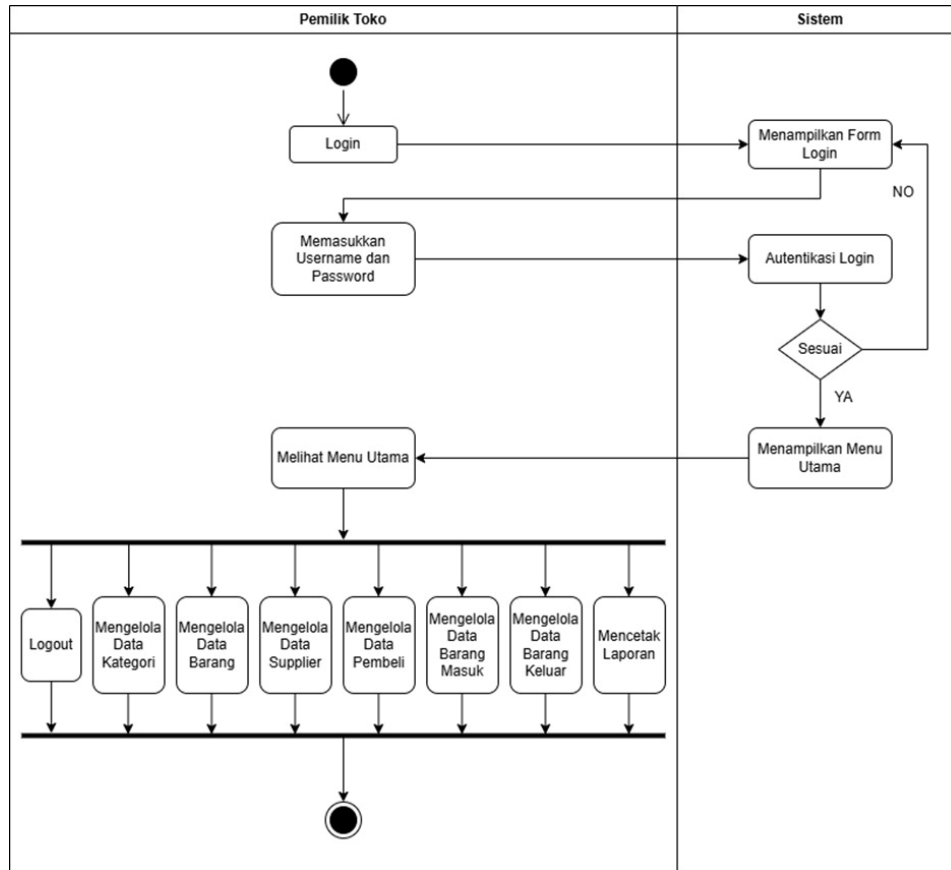 Pemilik Toko
Sistem
Login
Menampilkan Form
Login
NO
Memasukkan
Username dan
Password
Autentikasi Login
Sesuai
YA
Melihat Menu Utama
Menampilkan Menu
Utama
Logout
Mengelola
Data
Kategori
Mengelola
Data
Barang
Mengelola
Data
Supplier
Mengelola
Data
Pembeli
Mengelola
Data
Barang
Masuk
Mengelola
Data
Barang
Keluar
Mencetak
Laporan